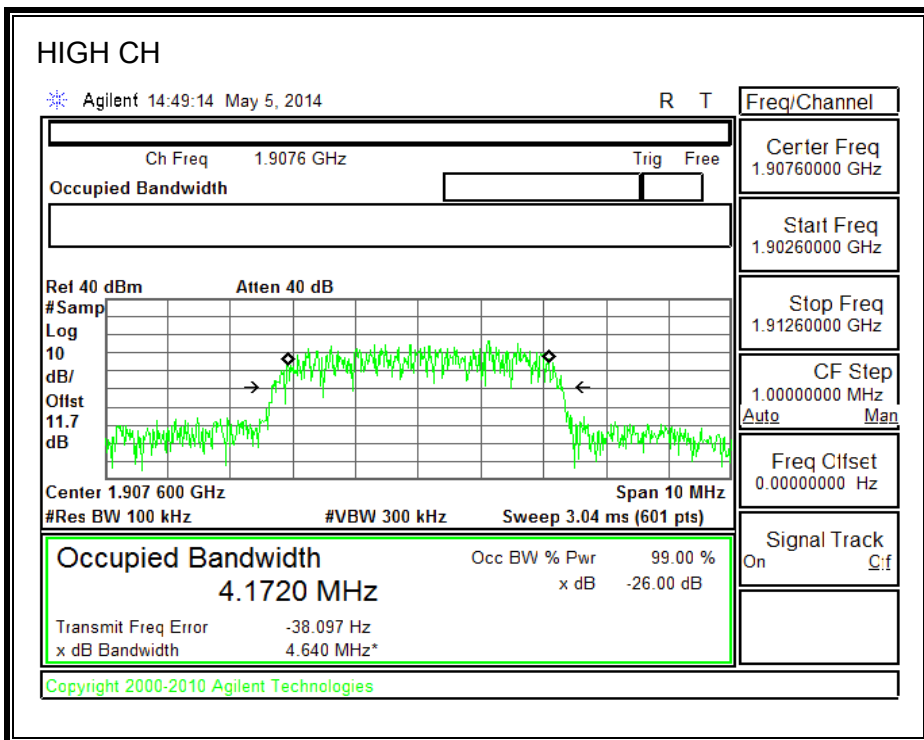 HIGH CH
Agilent 14:49:14 May 5, 2014 R T
Freq/Channel
Ch Freq 1.9076 GHz Trig Free
Occupied Bandwidth
Center Freq
1.90760000 GHz
Start Freq
1.90260000 GHz
Stop Freq
1.91260000 GHz
CF Step
1.00000000 MHz
Auto Man
Freq Offset
0.00000000 Hz
Signal Track
On Off
Ref 40 dBm Atten 40 dB
#Samp
Log
10
dB/
Offst
11.7
dB
Center 1.907 600 GHz Span 10 MHz
#Res BW 100 kHz #VBW 300 kHz Sweep 3.04 ms (601 pts)
Occupied Bandwidth Occ BW % Pwr 99.00 %
4.1720 MHz x dB -26.00 dB
Transmit Freq Error -38.097 Hz
x dB Bandwidth 4.640 MHz*
Copyright 2000-2010 Agilent Technologies